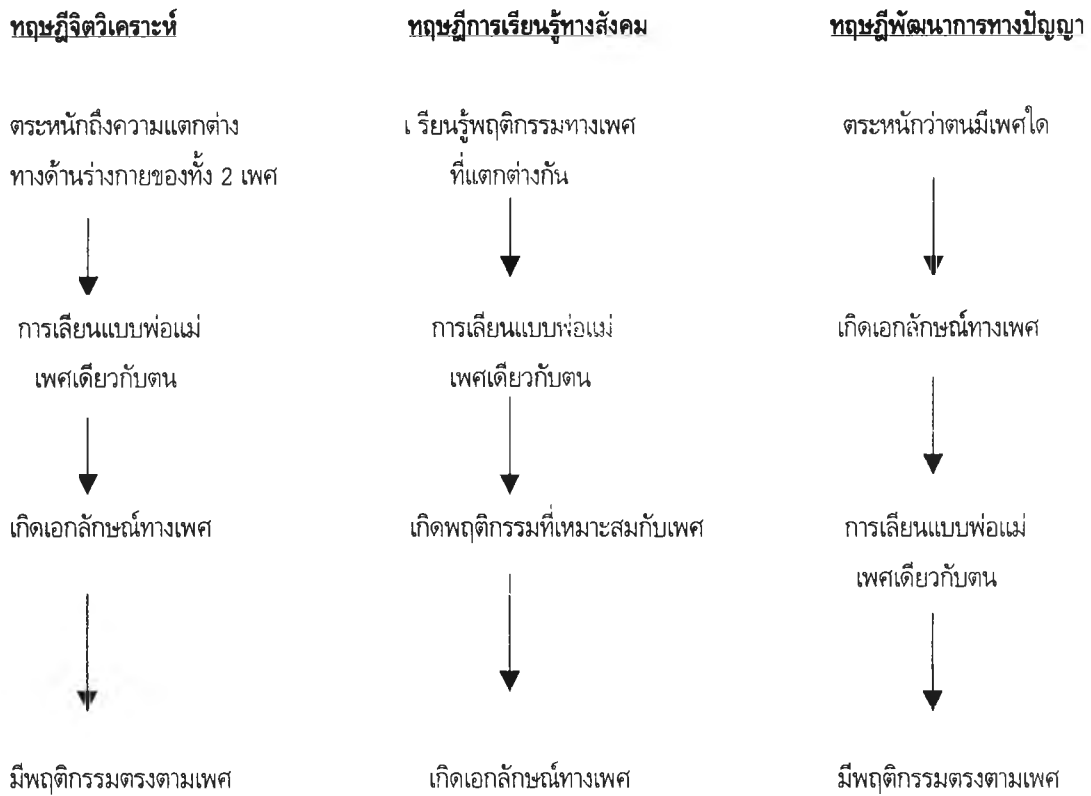 ทฤษฎีจิตวิเคราะห์
ตระหนักถึงความแตกต่าง
ทางด้านร่างกายของทั้ง 2 เพศ
การเลียนแบบพ่อแม่
เพศเดียวกับตน
เกิดเอกลักษณ์ทางเพศ
มีพฤติกรรมตรงตามเพศ
ทฤษฎีการเรียนรู้ทางสังคม
เ รียนรู้พฤติกรรมทางเพศ
ที่แตกต่างกัน
การเลียนแบบพ่อแม่
เพศเดียวกับตน
เกิดพฤติกรรมที่เหมาะสมกับเพศ
เกิดเอกลักษณ์ทางเพศ
ทฤษฎีพัฒนาการทางปัญญา
ตระหนักว่าตนมีเพศใด
เกิดเอกลักษณ์ทางเพศ
การเลียนแบบพ่อแม่
เพศเดียวกับตน
มีพฤติกรรมตรงตามเพศ